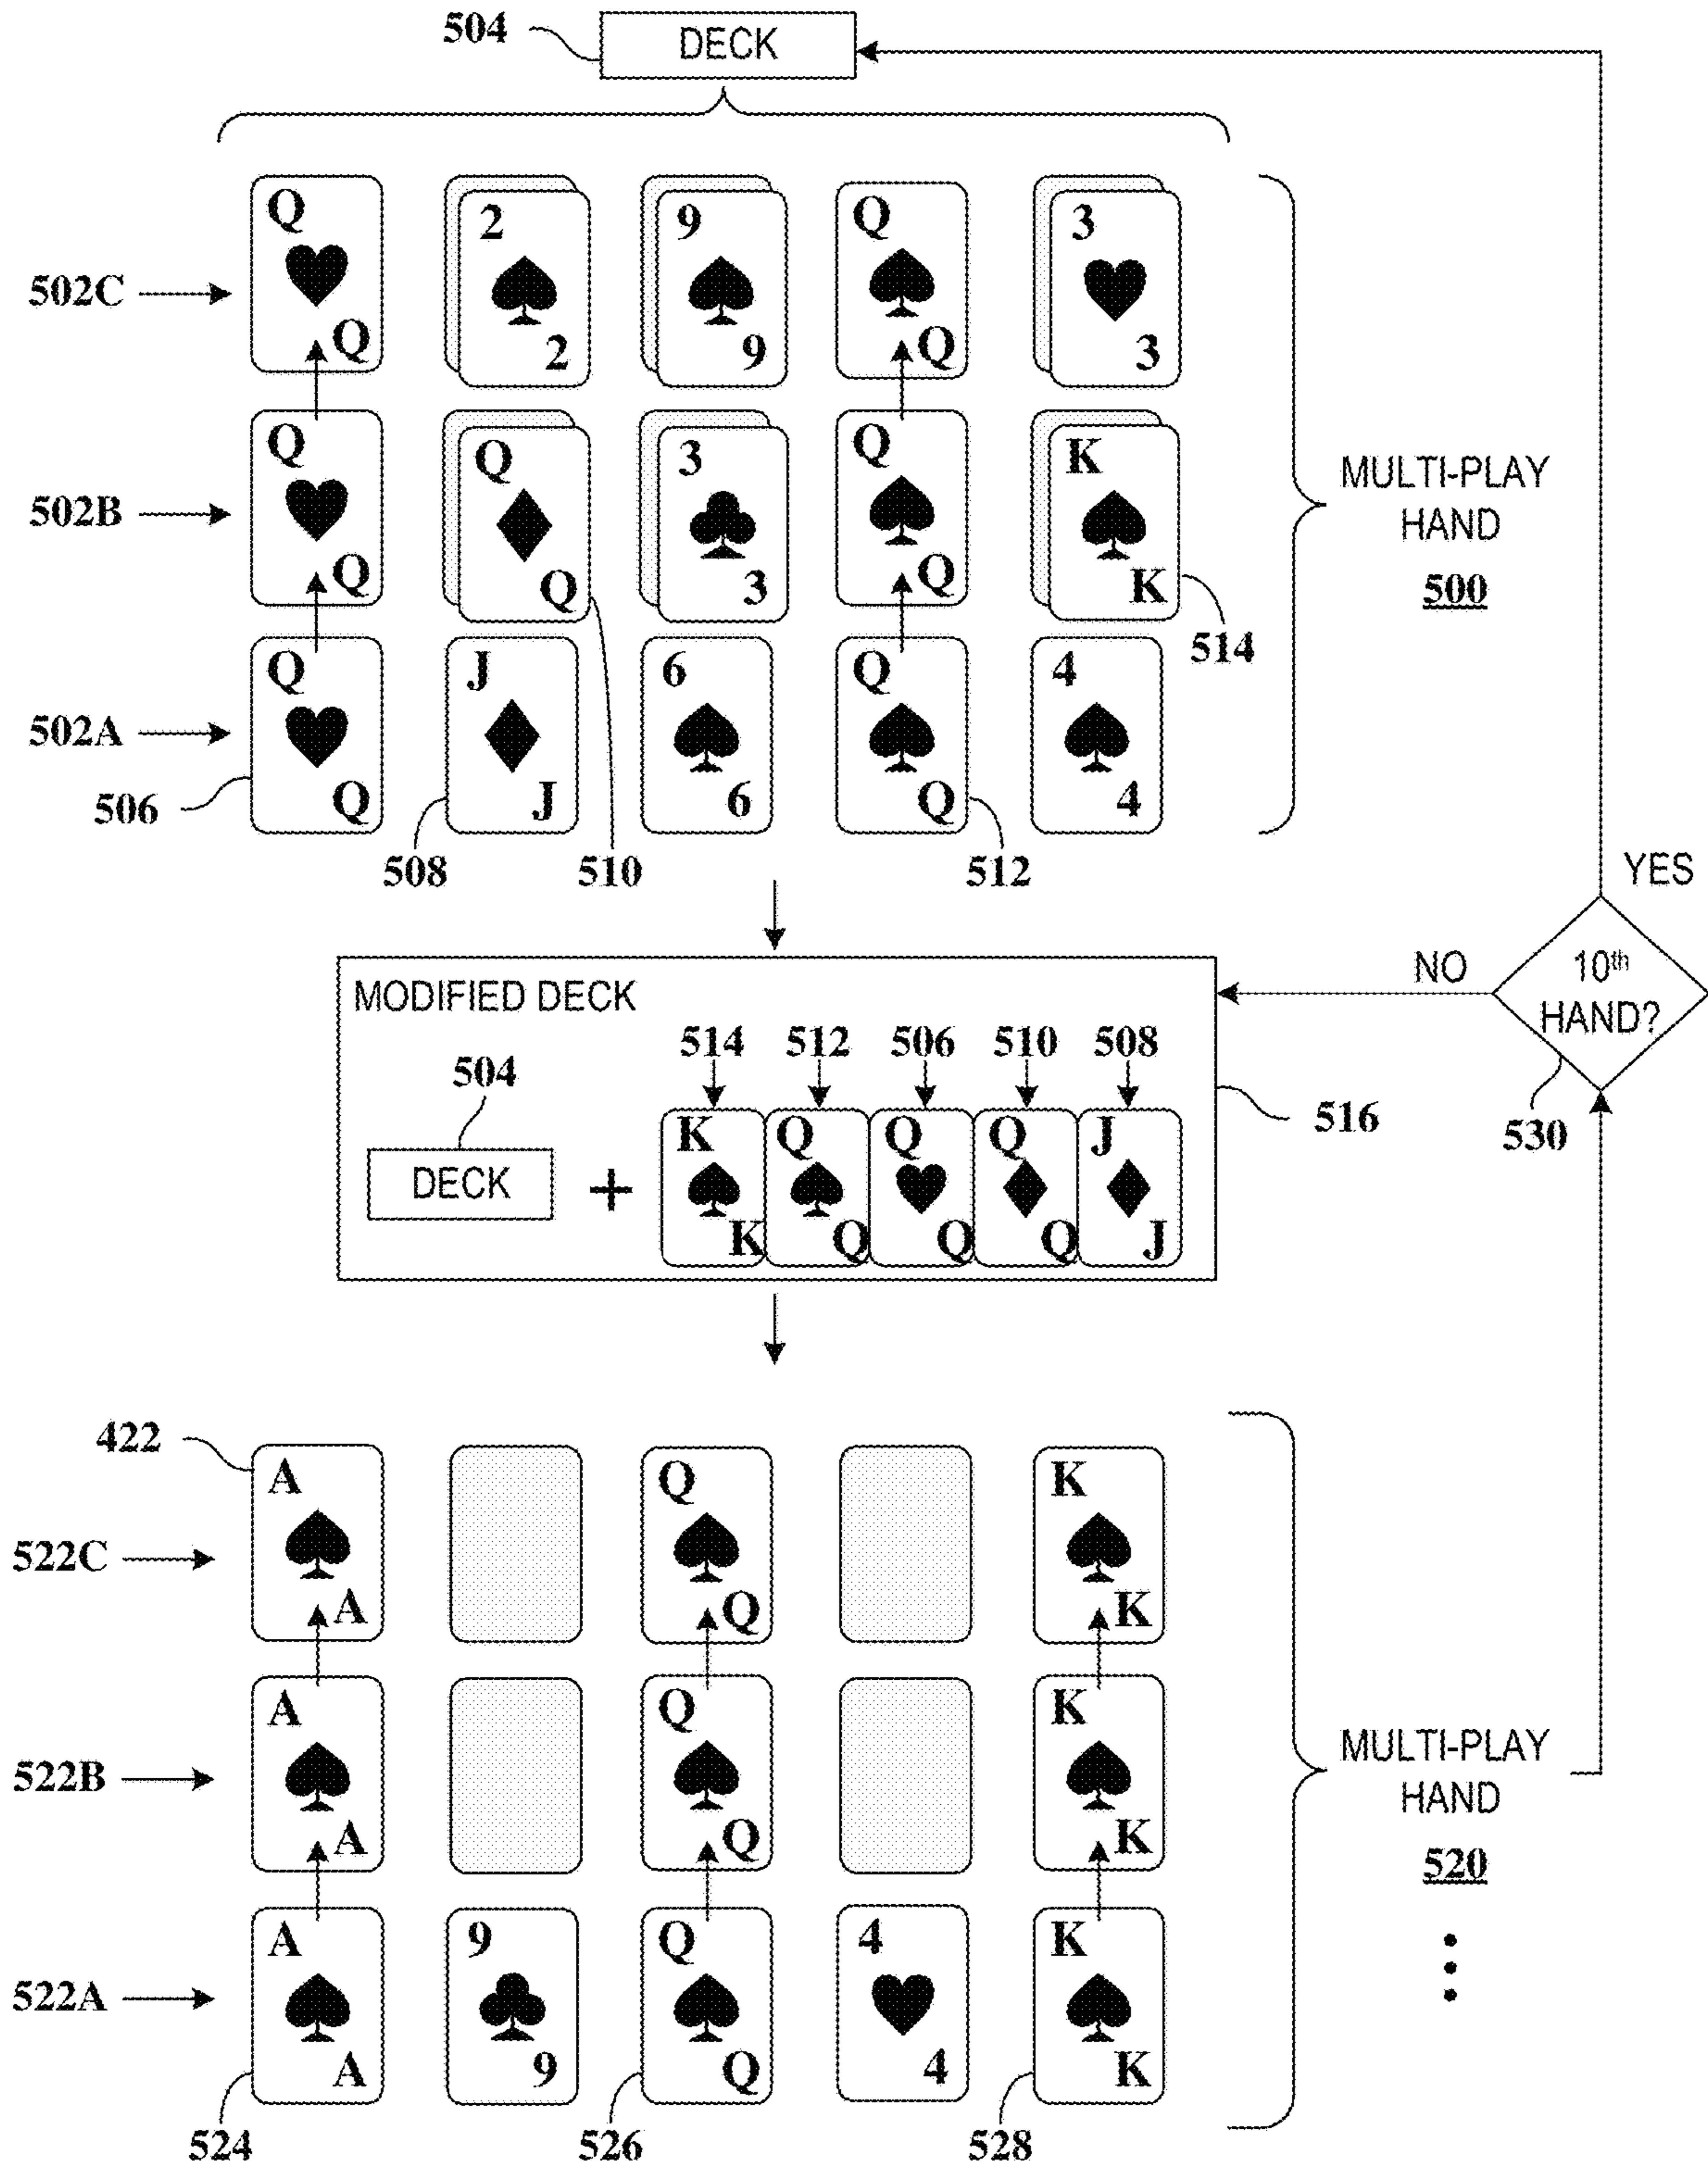 504 DECK
Q 2 9 Q 3
502C
Q 2 9 Q 3
Q Q 3 Q K
502B
MULTI-PLAY
HAND
500
Q Q 3 Q K
514
Q J 6 Q 4
502A
506
Q J 6 Q 4
508 510 512
YES
NO
10th
HAND?
530
MODIFIED DECK
514 512 506 510 508
504
516
K Q Q Q J
DECK +
K Q Q Q J
422
A Q K
522C
A Q K
A Q K
522B
MULTI-PLAY
HAND
520
A Q K
A 9 Q 4 K
522A
A 9 Q 4 K
524 526 528